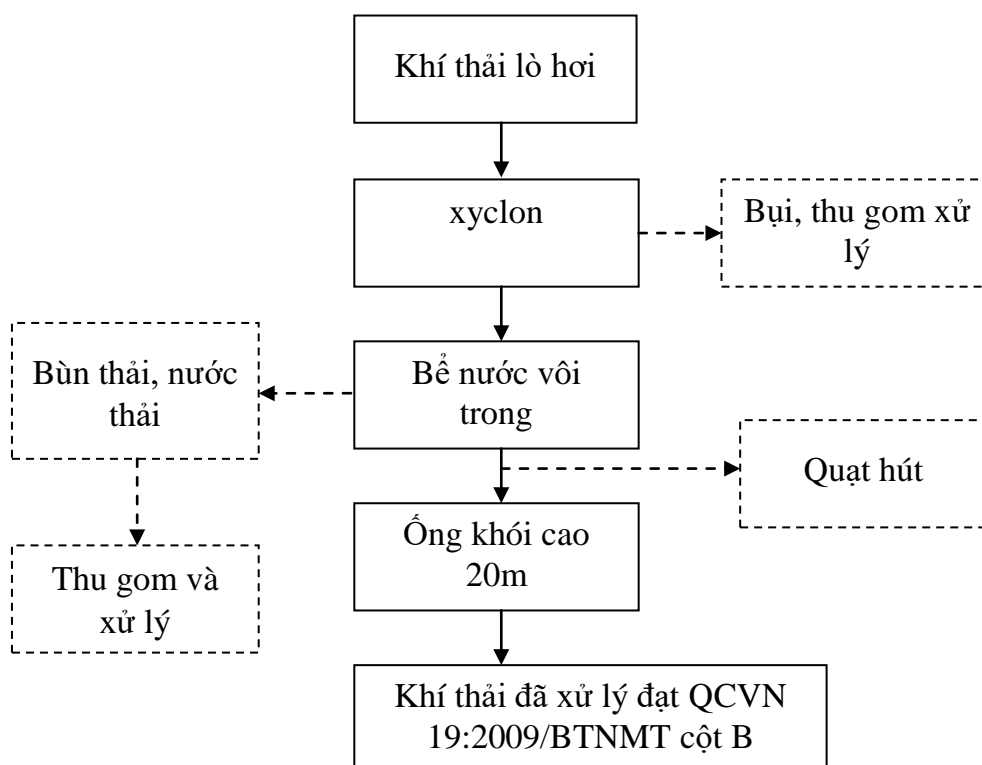 Khí thải lò hơi
xyclon
Bụi, thu gom xử
lý
Bùn thải, nước
thải
Bể nước vôi
trong
Quạt hút
Ống khói cao
20m
Thu gom và
xử lý
Khí thải đã xử lý đạt QCVN
19:2009/BTNMT cột B